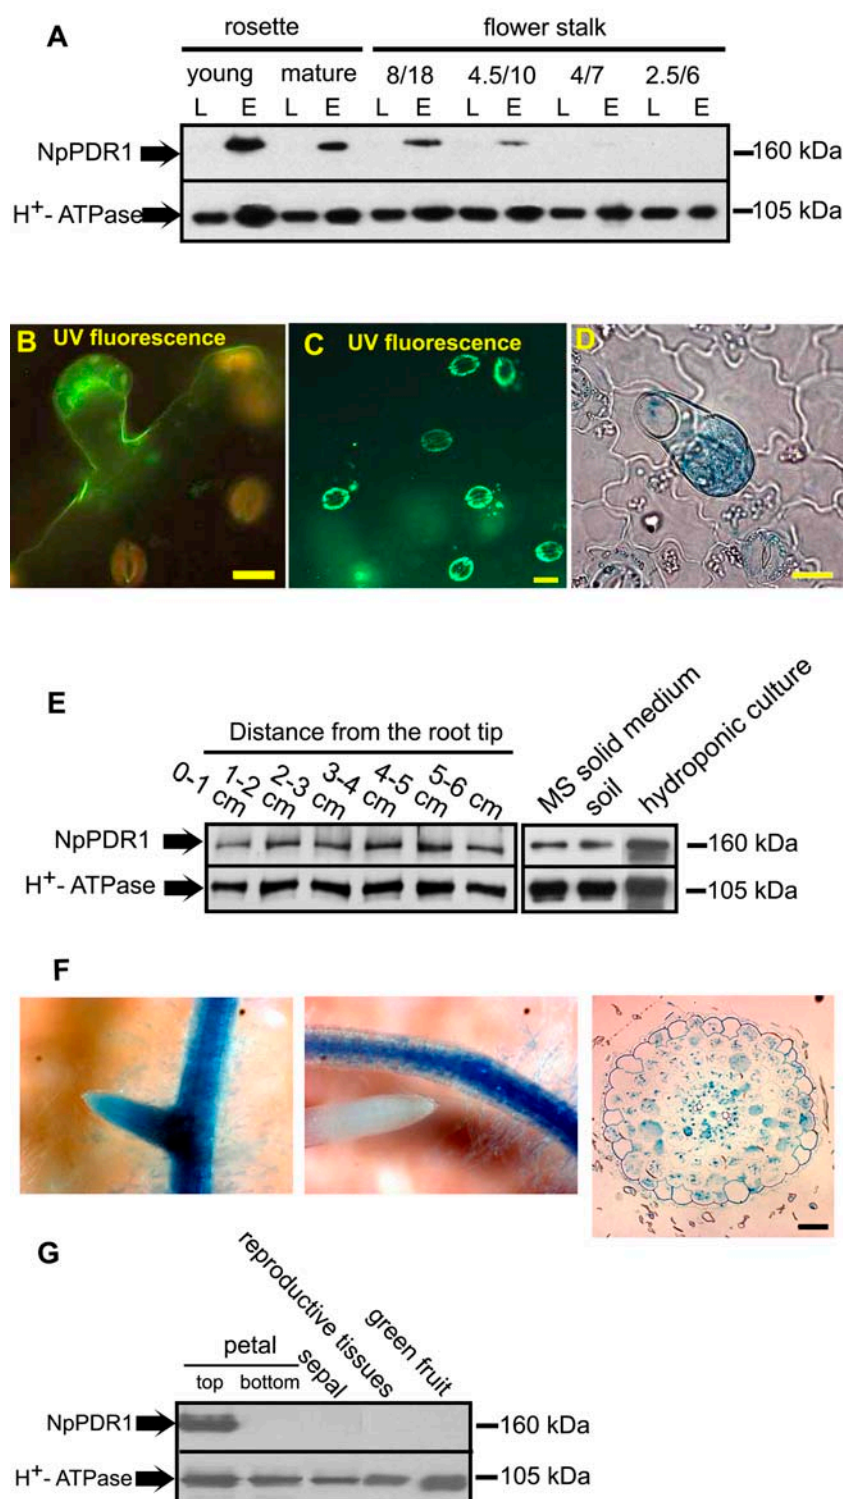 A
rosette flower stalk
young mature 8/18 4.5/10 4/7 2.5/6
L E L E L E L E L E L E
NpPDR1 160 kDa
H+- ATPase 105 kDa
B UV fluorescence
C UV fluorescence
D
E
Distance from the root tip
0-1 cm
1-2 cm
2-3 cm
3-4 cm
4-5 cm
5-6 cm
MS solid medium
soil
hydroponic culture
NpPDR1 160 kDa
H+- ATPase 105 kDa
F
G
petal
top bottom
sepal
reproductive tissues
green fruit
NpPDR1 160 kDa
H+- ATPase 105 kDa